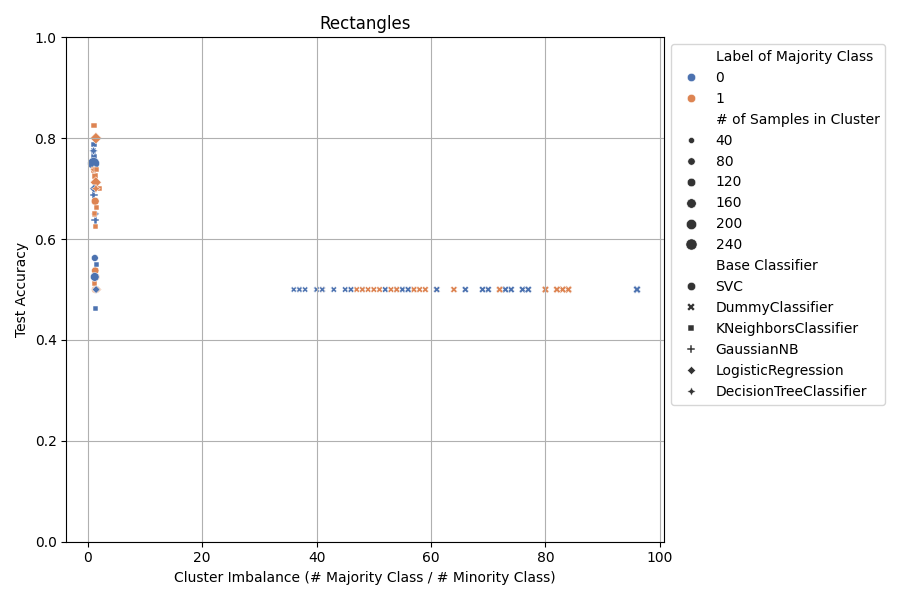 Rectangles
1.0
0.8
0.6
0.4
0.2
0.0
Test Accuracy
0 20 40 60 80 100
Cluster Imbalance (# Majority Class / # Minority Class)
Label of Majority Class
0
1
# of Samples in Cluster
40
80
120
160
200
240
Base Classifier
SVC
DummyClassifier
KNeighborsClassifier
GaussianNB
LogisticRegression
DecisionTreeClassifier